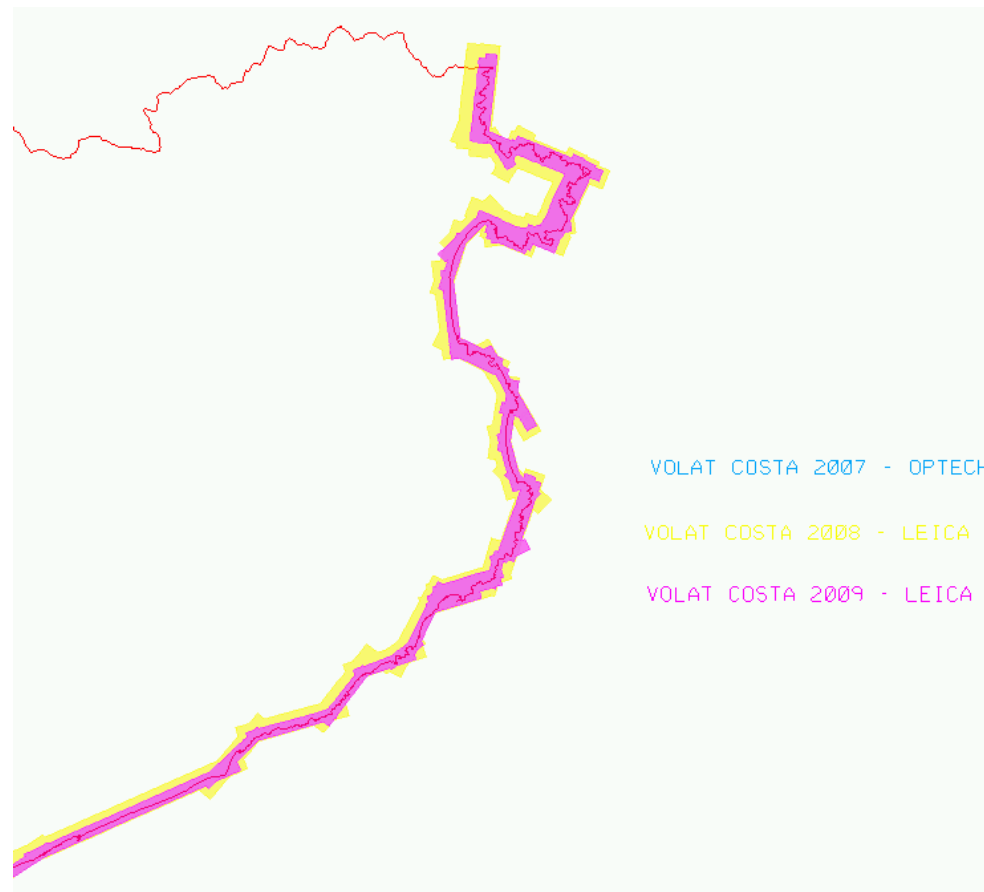 VOLAT COSTA 2007 - OPTECH
VOLAT COSTA 2008 - LEICA
VOLAT COSTA 2009 - LEICA